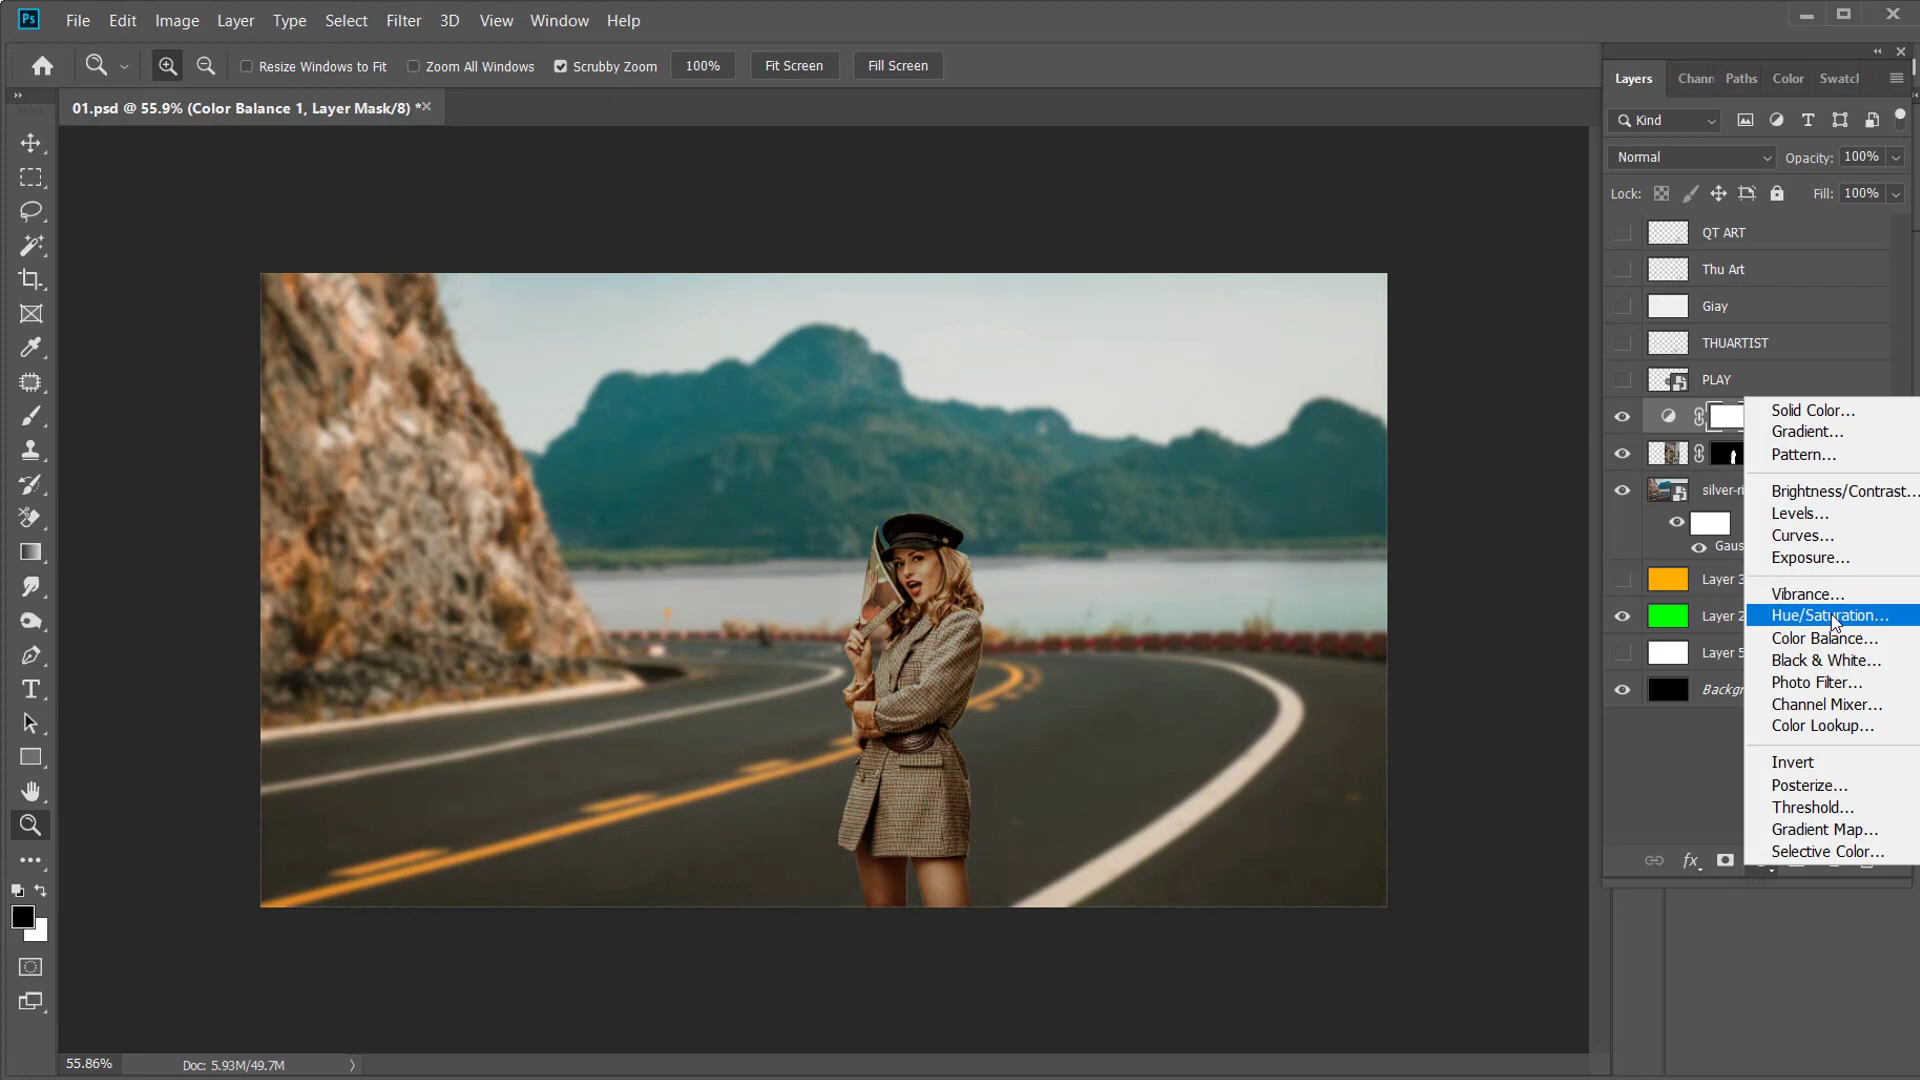 Ps
File Edit Image Layer Select Filter 3D View Window Help
Type
Resize Windows to Fit
Zoom All Windows
Scrubby Zoom
100%
Fit Screen
Fill Screen
01.psd @ 55.9% (Color Balance 1, Layer Mask/8) *
Layers
Chann
Paths
Color
Swatcl
Kind
Normal
Opacity: 100%
Lock:
Fill: 100%
QT ART
Thu Art
Giay
THUARTIST
PLAY
silver-ri
Gaus
Layer 3
Layer 2
Layer 5
Backgr
fx
Solid Color...
Gradient...
Pattern...
Brightness/Contrast...
Levels...
Curves...
Exposure...
Vibrance...
Hue/Saturation...
Color Balance...
Black & White...
Photo Filter...
Channel Mixer...
Color Lookup...
Invert
Posterize...
Threshold...
Gradient Map...
Selective Color...
55.86%
Doc: 5.93M/49.7M